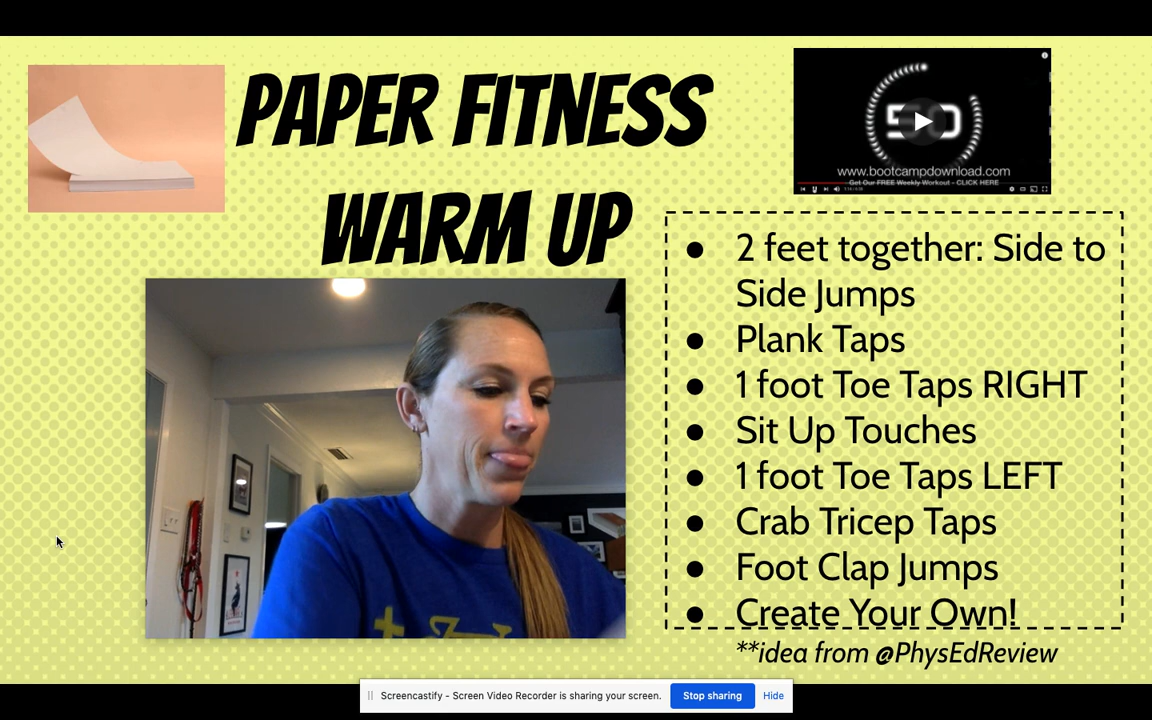 PAPER FITNESS
WARM UP
50
www.bootcampdownload.com
Get Our FREE Weekly Workout - CLICK HERE
● 2 feet together: Side to
Side Jumps
● Plank Taps
● 1 foot Toe Taps RIGHT
● Sit Up Touches
● 1 foot Toe Taps LEFT
● Crab Tricep Taps
● Foot Clap Jumps
● Create Your Own!
**idea from @PhysEdReview
Screencastify - Screen Video Recorder is sharing your screen.
Stop sharing
Hide